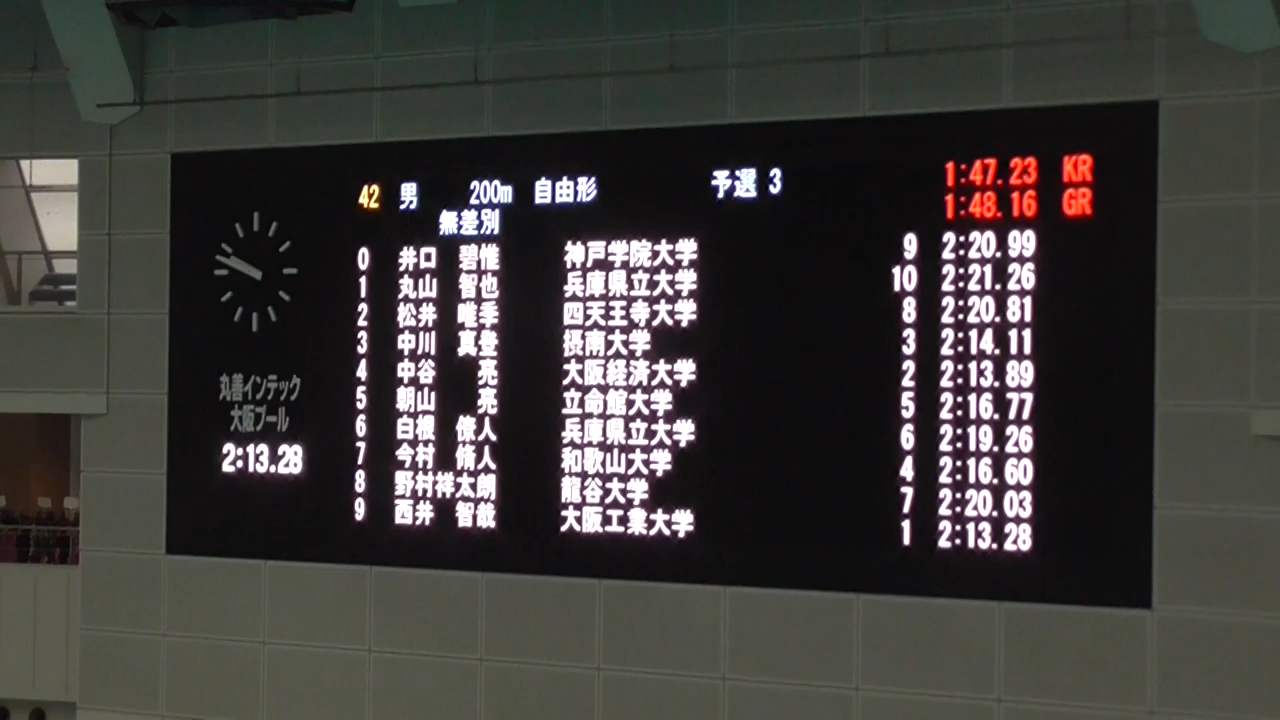 42 男 200m 自由形 予選 3 1:47.23 KR
無差別 1:48.16 GR
0 井口 碧惟 神戸学院大学 9 2:20.99
1 丸山 智也 兵庫県立大学 10 2:21.26
2 松井 唯季 四天王寺大学 8 2:20.81
3 中川 真登 摂南大学 3 2:14.11
4 中谷 亮 大阪経済大学 2 2:13.89
5 朝山 亮 立命館大学 5 2:16.77
6 白根 僚人 兵庫県立大学 6 2:19.26
7 今村 脩人 和歌山大学 4 2:16.60
8 野村祥太朗 龍谷大学 7 2:20.03
9 西井 智哉 大阪工業大学 1 2:13.28
丸善インテック
大阪プール
2:13.28